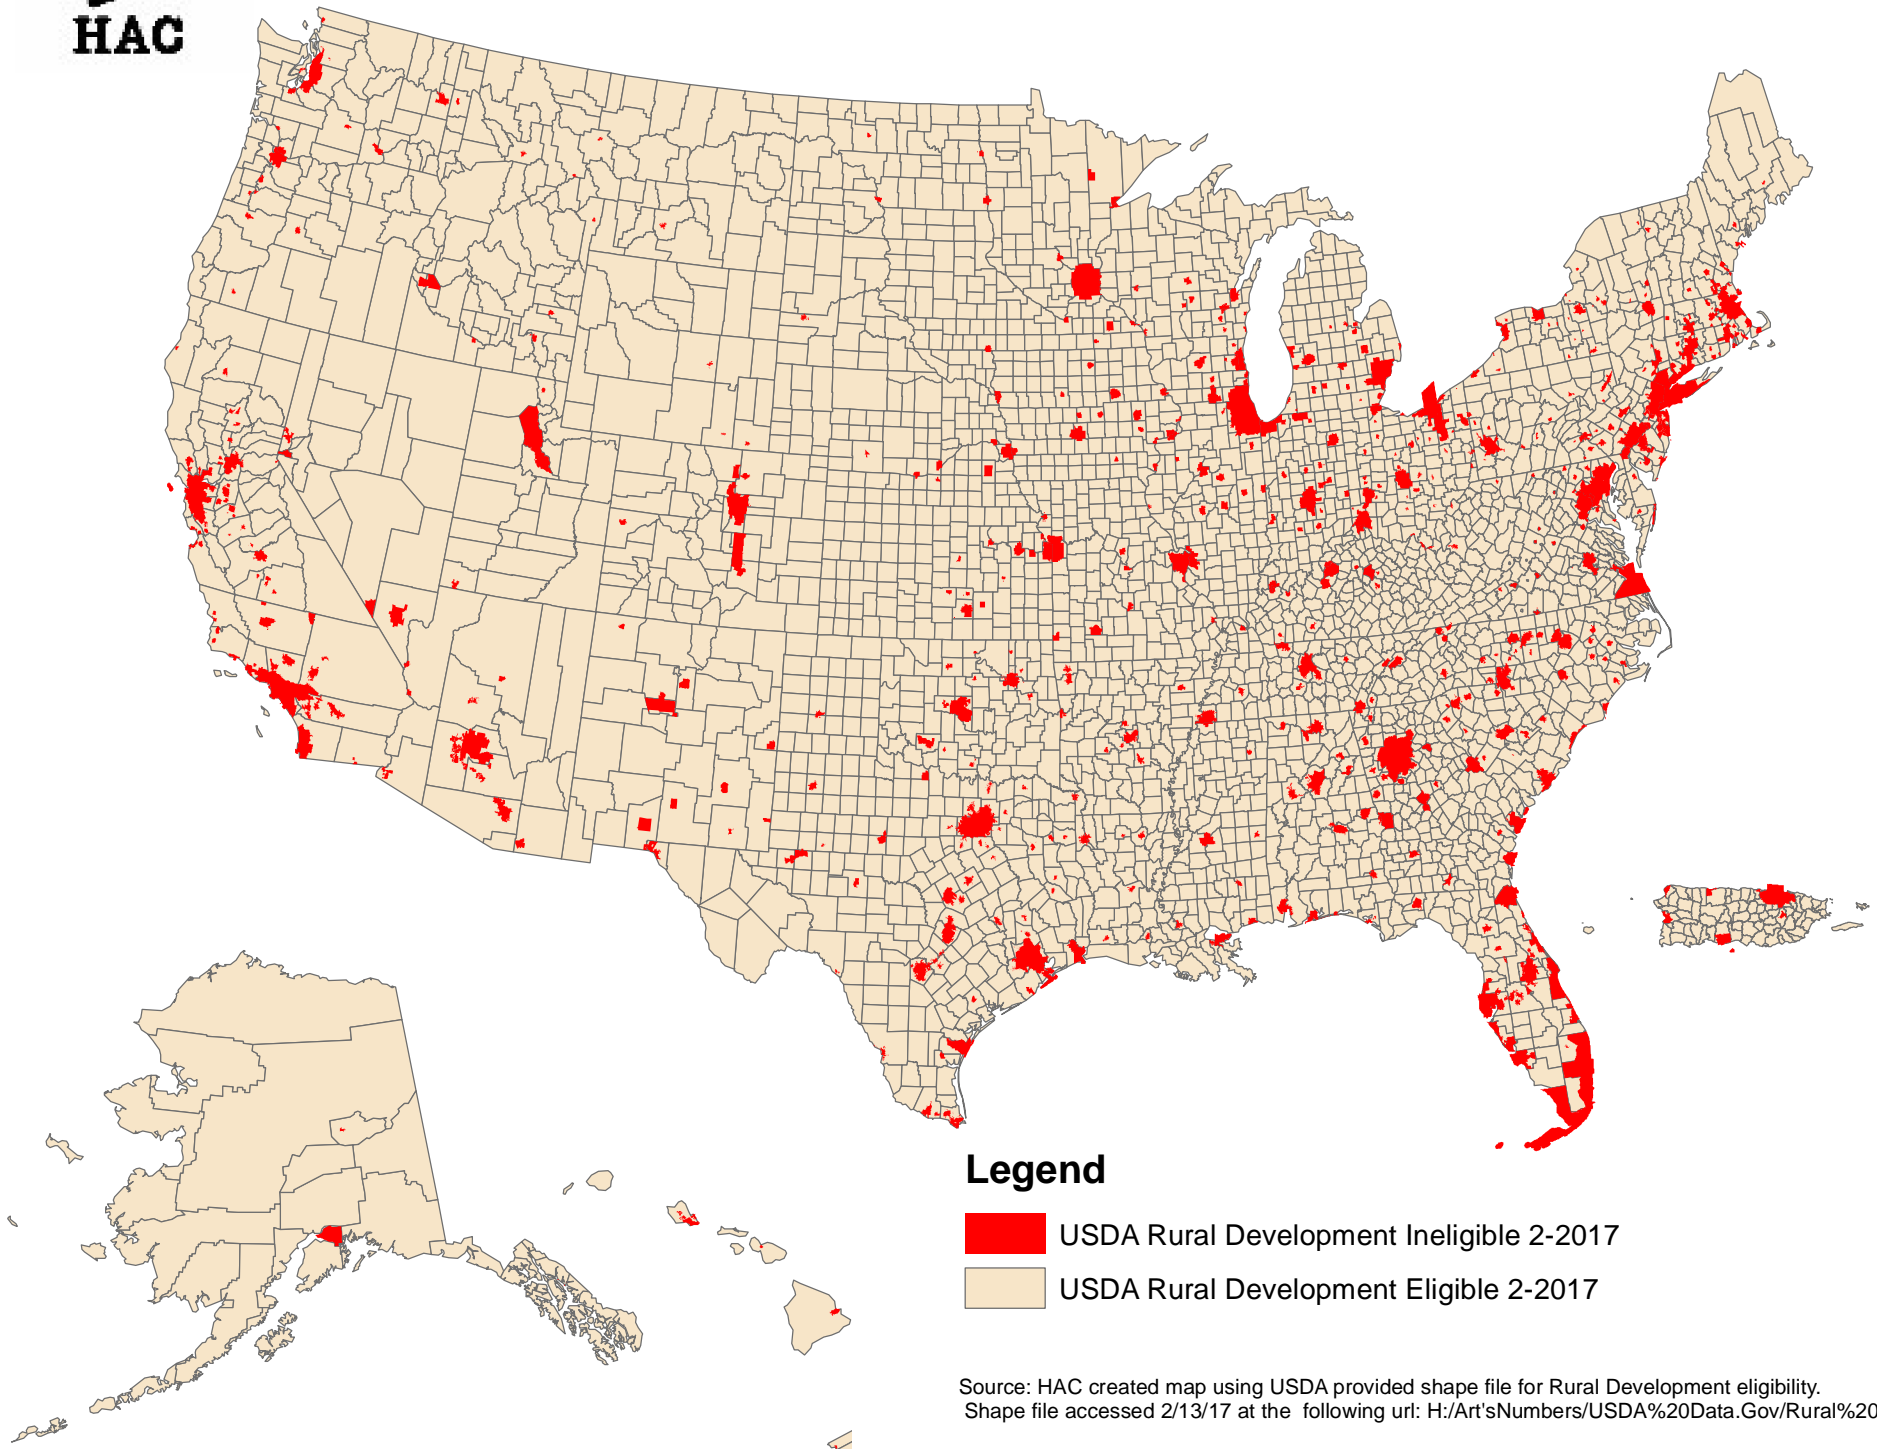 HAC
Legend
USDA Rural Development Ineligible 2-2017
USDA Rural Development Eligible 2-2017
Source: HAC created map using USDA provided shape file for Rural Development eligibility.
Shape file accessed 2/13/17 at the following url: H:/Art'sNumbers/USDA%20Data.Gov/Rural%20